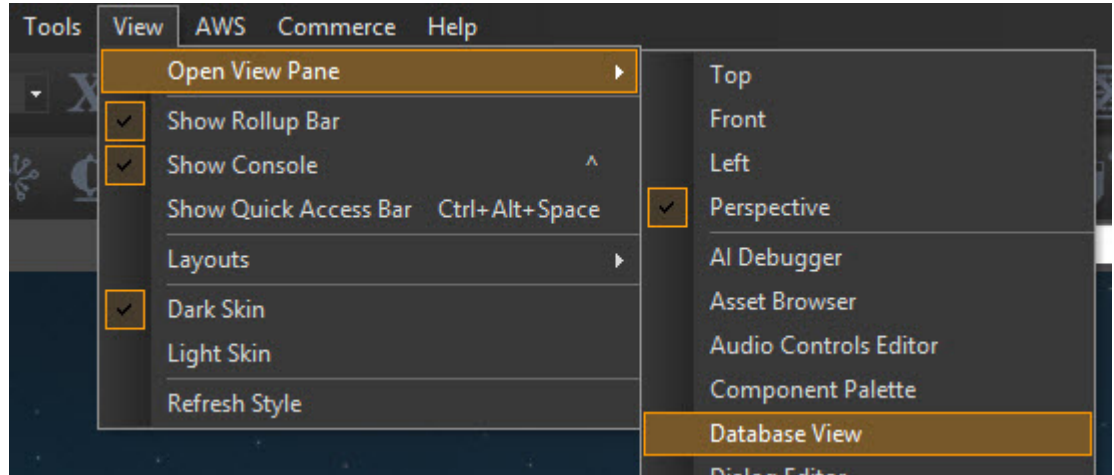 Tools View AWS Commerce Help
Open View Pane
Show Rollup Bar
Show Console ^
Show Quick Access Bar Ctrl+Alt+Space
Layouts
Dark Skin
Light Skin
Refresh Style
Top
Front
Left
Perspective
AI Debugger
Asset Browser
Audio Controls Editor
Component Palette
Database View
Dialog Editor